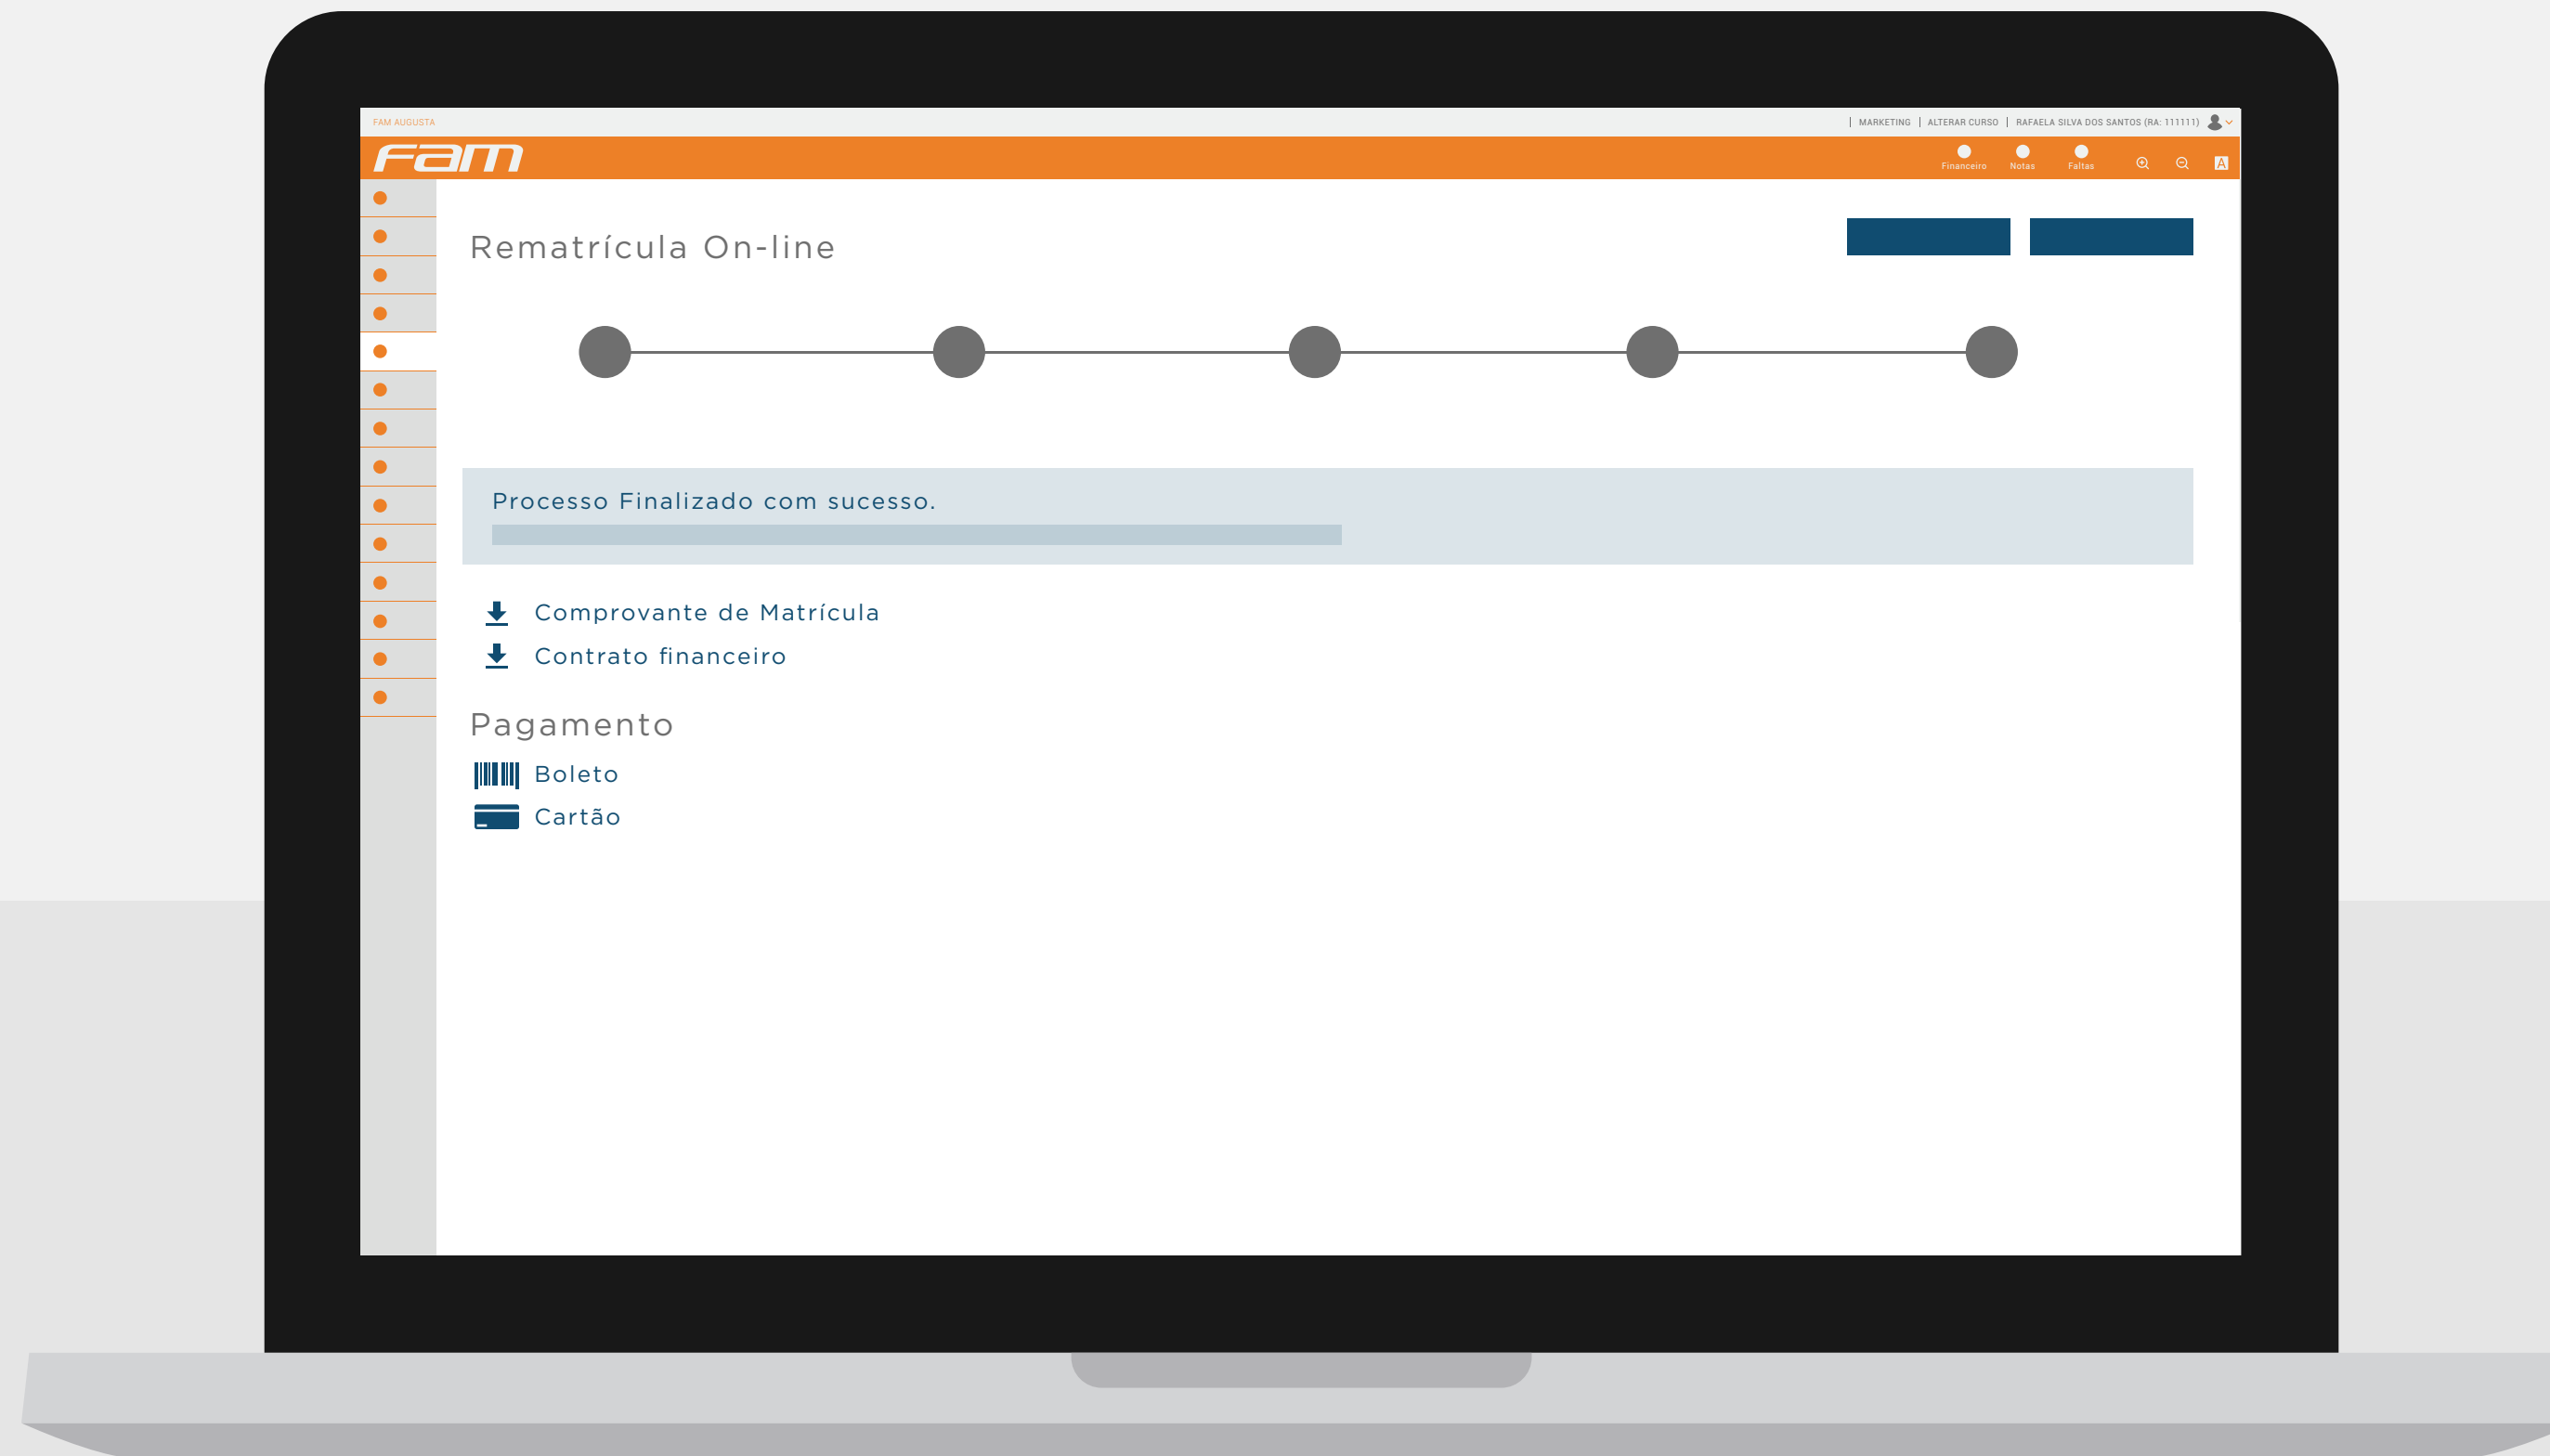 FAM AUGUSTA
MARKETING | ALTERAR CURSO | RAFAELA SILVA DOS SANTOS (RA: 111111)
Fam
Financeiro Notas Faltas A
Rematrícula On-line
Processo Finalizado com sucesso.
Comprovante de Matrícula
Contrato financeiro
Pagamento
Boleto
Cartão